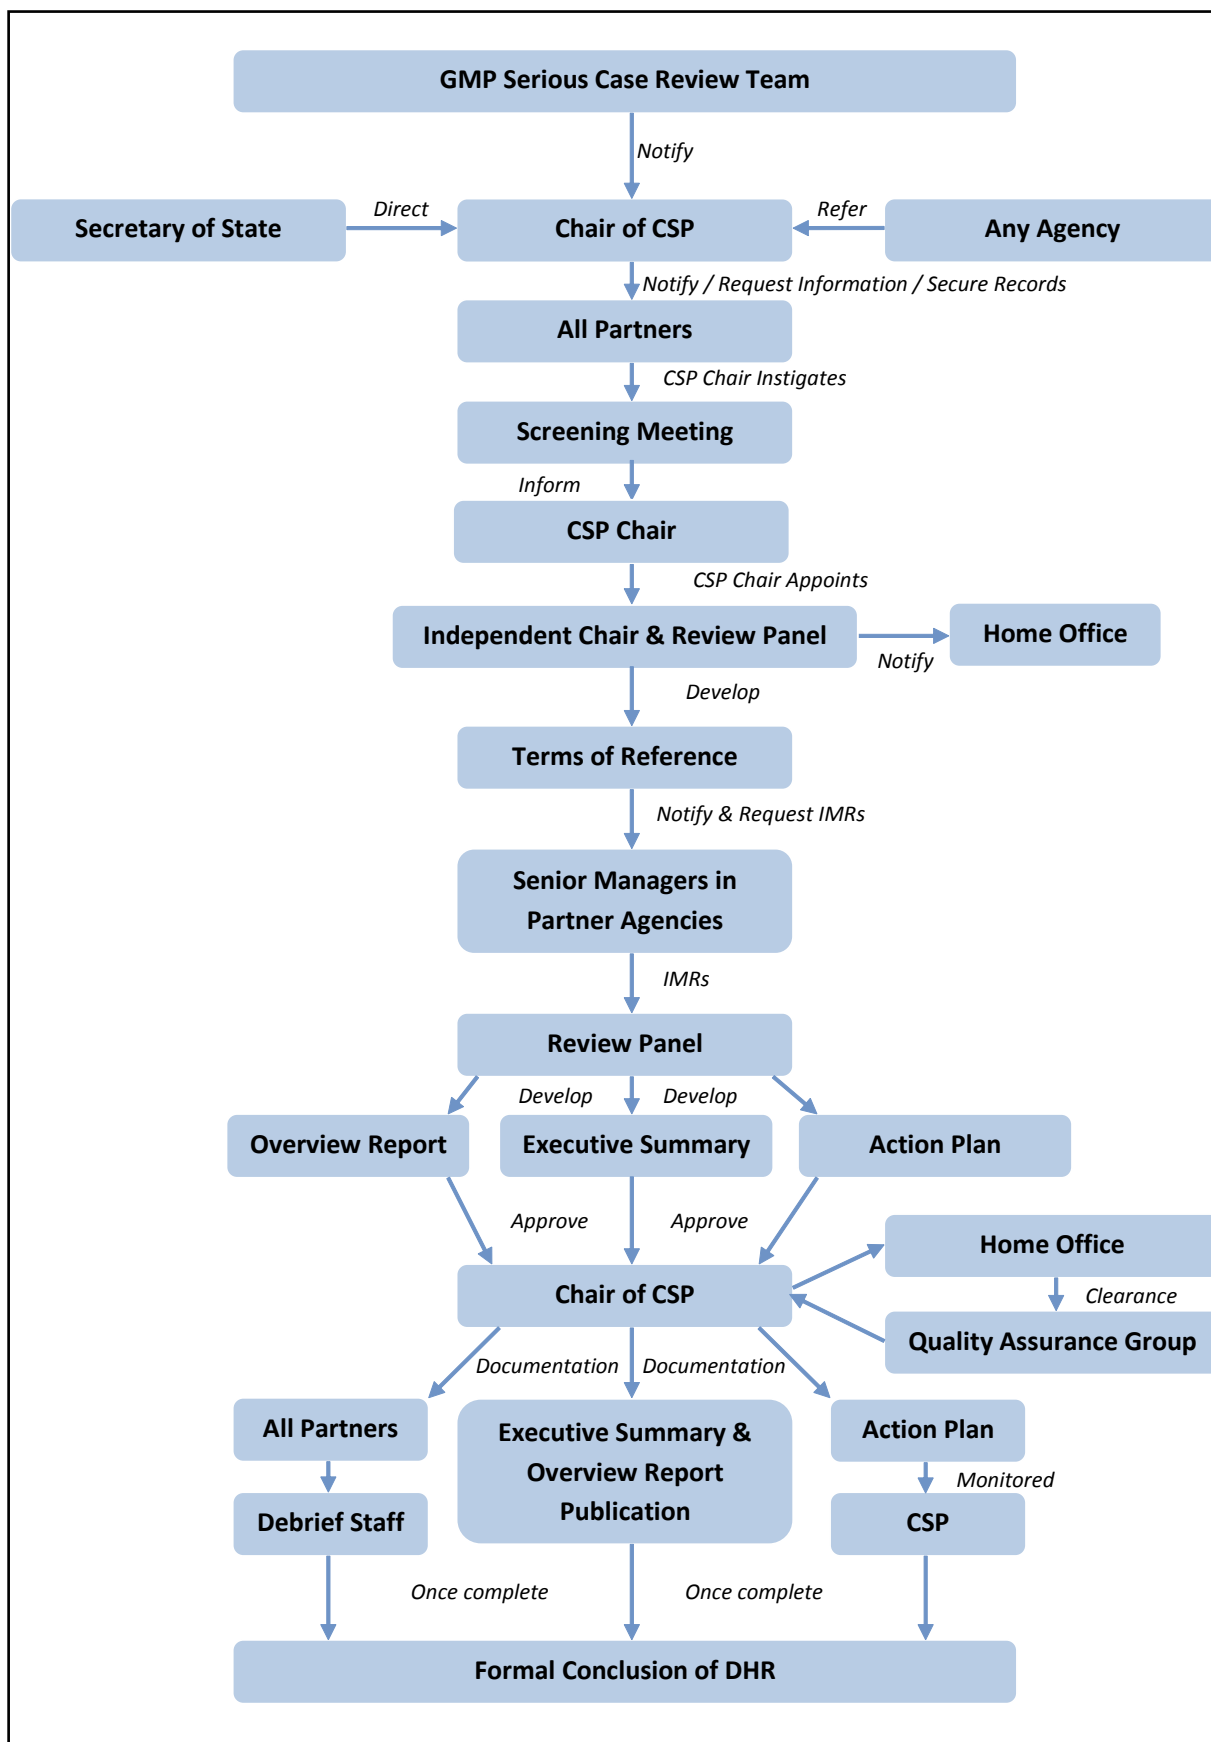 GMP Serious Case Review Team
Notify
Direct
Refer
Secretary of State
Chair of CSP
Any Agency
Notify / Request Information / Secure Records
All Partners
CSP Chair Instigates
Screening Meeting
Inform
CSP Chair
CSP Chair Appoints
Independent Chair & Review Panel
Home Office
Notify
Develop
Terms of Reference
Notify & Request IMRs
Senior Managers in
Partner Agencies
IMRs
Review Panel
Develop
Develop
Overview Report
Executive Summary
Action Plan
Approve
Approve
Home Office
Chair of CSP
Clearance
Quality Assurance Group
Documentation
Documentation
All Partners
Executive Summary &
Overview Report
Publication
Action Plan
Monitored
Debrief Staff
CSP
Once complete
Once complete
Formal Conclusion of DHR